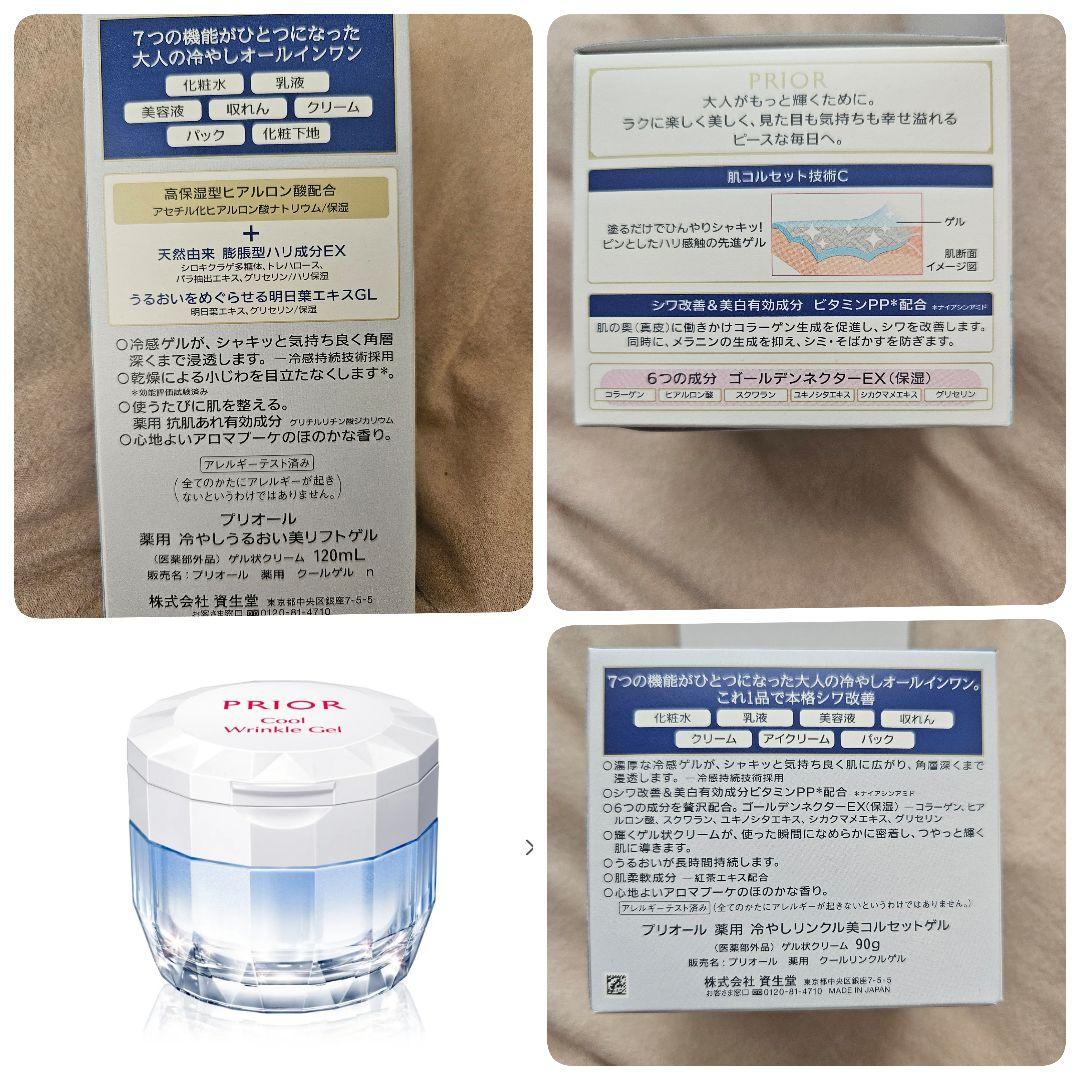 7つの機能がひとつになった
大人の冷やしオールインワン
化粧水 乳液
美容液 収れん クリーム
パック 化粧下地
高保湿型ヒアルロン酸配合
アセチル化ヒアルロン酸ナトリウム/保湿
+
天然由来 膨脹型ハリ成分EX
シロキクラゲ多糖体、トレハロース、
バラ抽出エキス、グリセリン/ハリ保湿
うるおいをめぐらせる明日葉エキスGL
明日葉エキス、グリセリン/保湿
○冷感ゲルが、シャキッと気持ち良く角層
深くまで浸透します。―冷感持続技術採用
○乾燥による小じわを目立たなくします*。
*効能評価試験済み
○使うたびに肌を整える。
薬用 抗肌あれ有効成分 グリチルリチン酸ジカリウム
○心地よいアロマブーケのほのかな香り。
アレルギーテスト済み
(全てのかたにアレルギーが起き
ないというわけではありません。)
プリオール
薬用 冷やしうるおい美リフトゲル
(医薬部外品) ゲル状クリーム 120mL
販売名:プリオール 薬用 クールゲル n
株式会社 資生堂 東京都中央区銀座7-5-5
お客さま窓口 0120-81-4710
PRIOR
大人がもっと輝くために。
ラクに楽しく美しく、見た目も気持ちも幸せ溢れる
ピースな毎日へ。
肌コルセット技術C
塗るだけでひんやりシャキッ!
ピンとしたハリ感触の先進ゲル
ゲル
肌断面
イメージ図
シワ改善&美白有効成分 ビタミンPP*配合 *ナイアシンアミド
肌の奥(真皮)に働きかけコラーゲン生成を促進し、シワを改善します。
同時に、メラニンの生成を抑え、シミ・そばかすを防ぎます。
6つの成分 ゴールデンネクターEX(保湿)
コラーゲン ヒアルロン酸 スクワラン ユキノシタエキス シカクマメエキス グリセリン
PRIOR
Cool
Wrinkle Gel
7つの機能がひとつになった大人の冷やしオールインワン。
これ1品で本格シワ改善
化粧水 乳液 美容液 収れん
クリーム アイクリーム パック
○濃厚な冷感ゲルが、シャキッと気持ち良く肌に広がり、角層深くまで
浸透します。―冷感持続技術採用
○シワ改善&美白有効成分ビタミンPP*配合 *ナイアシンアミド
○6つの成分を贅沢配合。ゴールデンネクターEX(保湿) ―コラーゲン、ヒア
ルロン酸、スクワラン、ユキノシタエキス、シカクマメエキス、グリセリン
○輝くゲル状クリームが、使った瞬間になめらかに密着し、つやっと輝く
肌に導きます。
○うるおいが長時間持続します。
○肌柔軟成分 ―紅茶エキス配合
○心地よいアロマブーケのほのかな香り。
アレルギーテスト済み (全てのかたにアレルギーが起きないというわけではありません。)
プリオール 薬用 冷やしリンクル美コルセットゲル
(医薬部外品) ゲル状クリーム 90g
販売名:プリオール 薬用 クールリンクルゲル
株式会社 資生堂 東京都中央区銀座7-5-5
お客さま窓口 0120-81-4710 MADE IN JAPAN